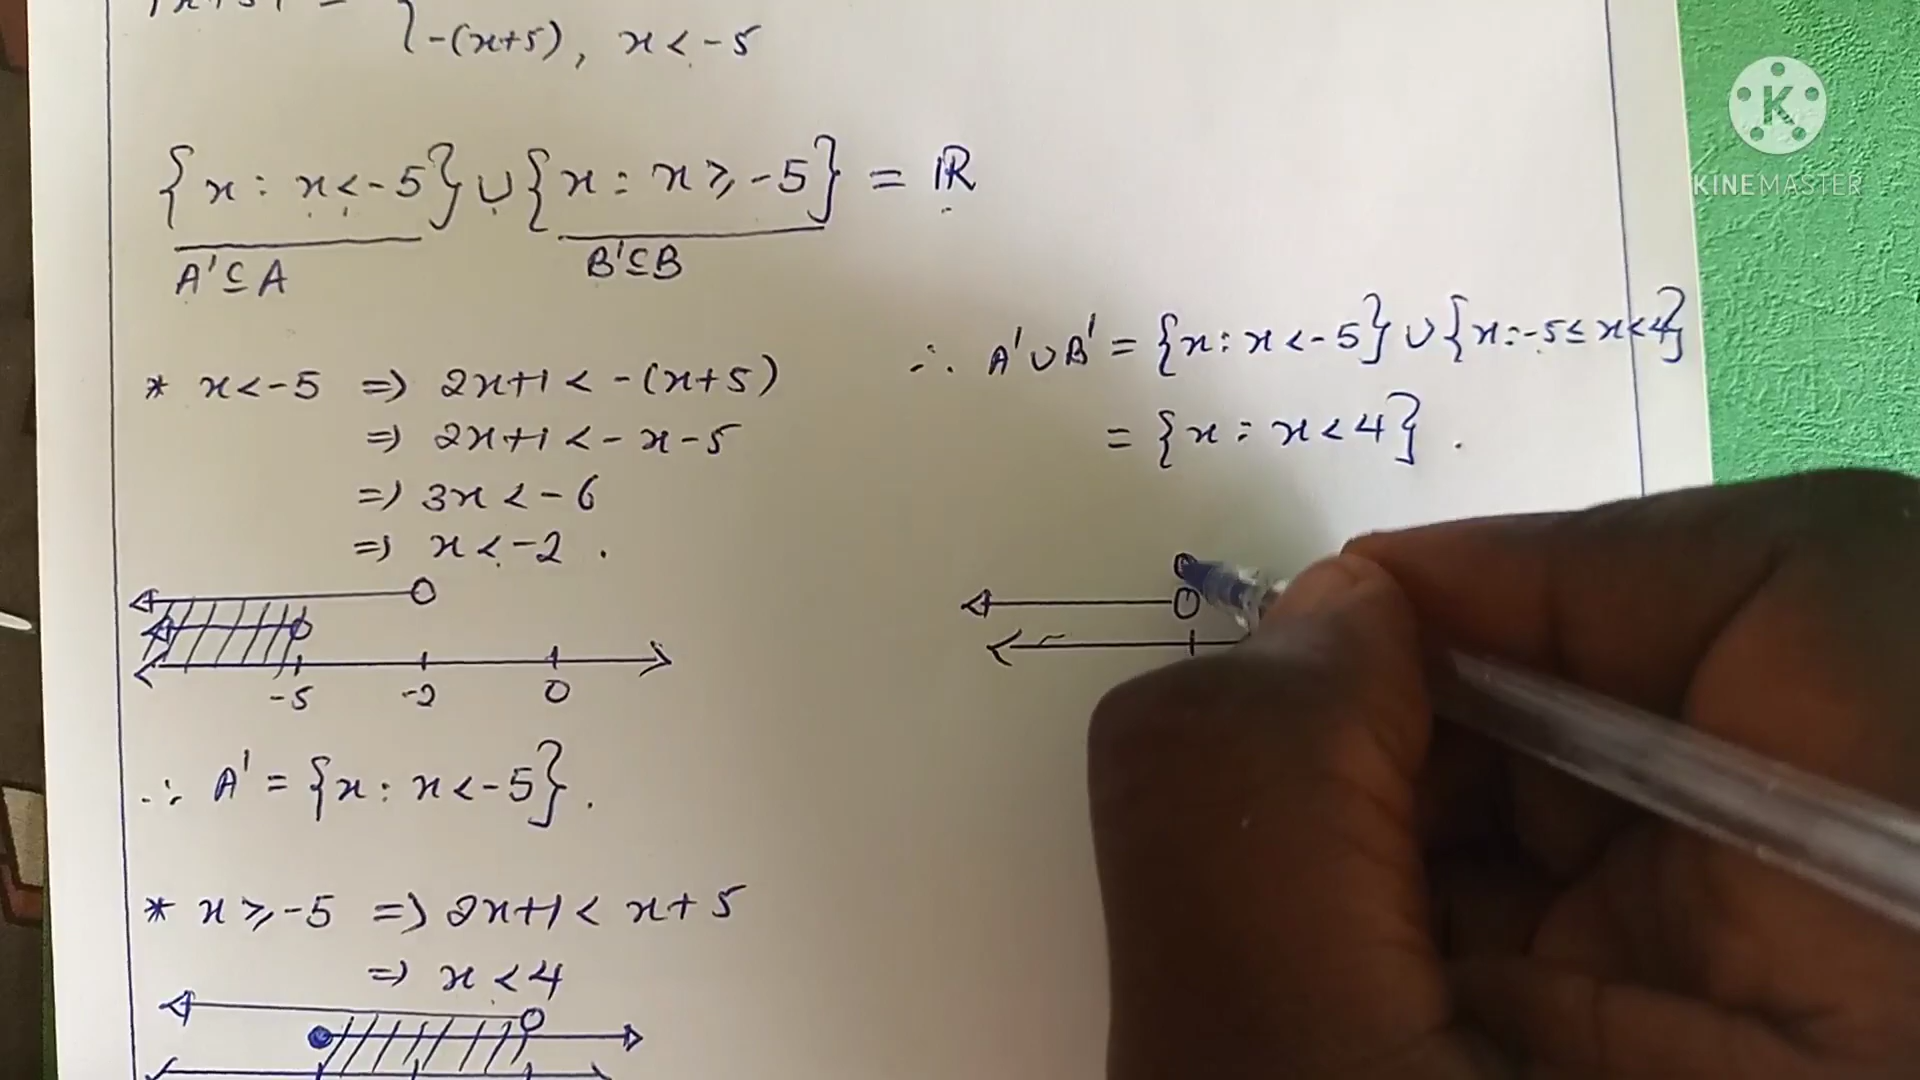 |x+5| = {
-(x+5), x < -5
{x : x < -5} ∪ {x : x ≥ -5} = ℝ
A' ⊆ A
B' ⊆ B
* x < -5 => 2x+1 < -(x+5)
=> 2x+1 < -x-5
=> 3x < -6
=> x < -2 .
-5 -2 0
∴ A' = {x : x < -5} .
* x ≥ -5 => 2x+1 < x+5
=> x < 4
∴ A' ∪ B' = {x : x < -5} ∪ {x : -5 ≤ x < 4}
= {x : x < 4} .
K
KINEMASTER